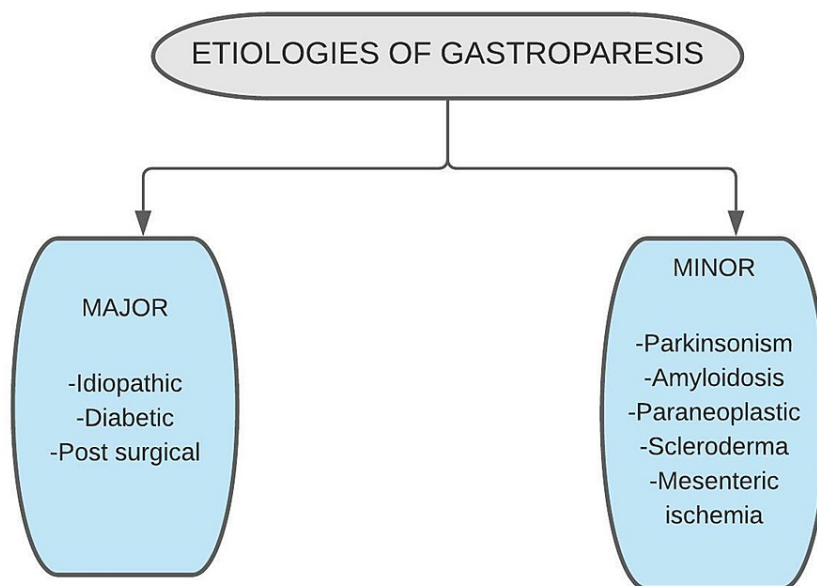 ETIOLOGIES OF GASTROPARESIS
MAJOR
-Idiopathic
-Diabetic
-Post surgical
MINOR
-Parkinsonism
-Amyloidosis
-Paraneoplastic
-Scleroderma
-Mesenteric
ischemia